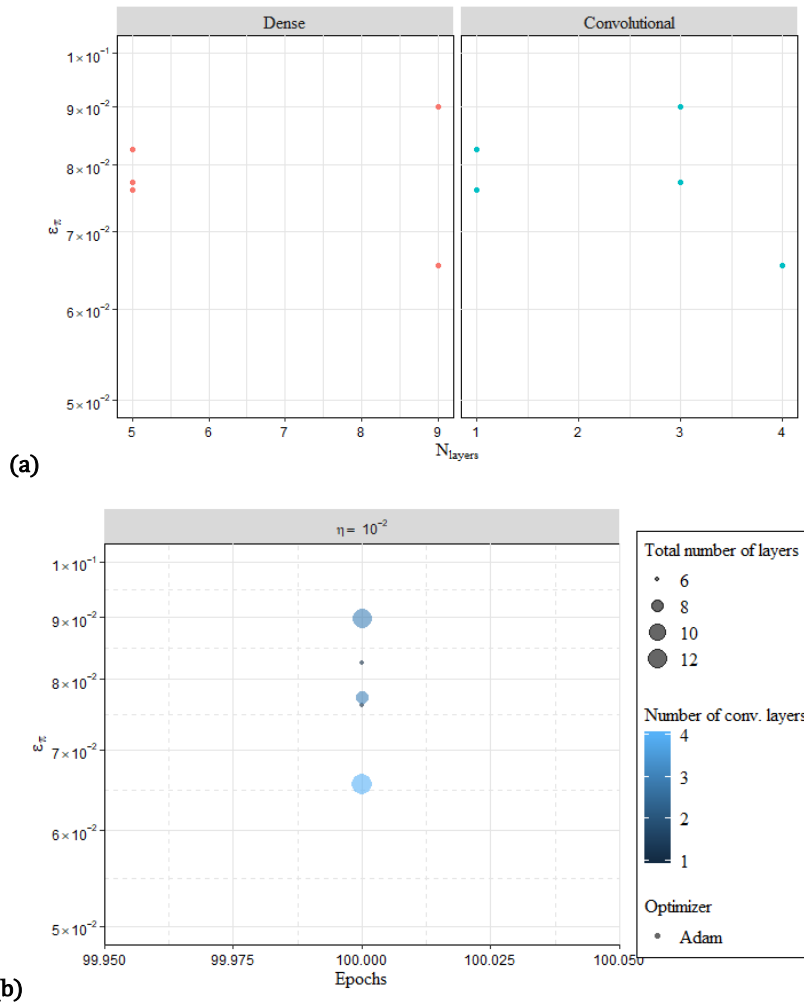 Dense Convolutional
1×10⁻¹
9×10⁻²
8×10⁻²
7×10⁻²
6×10⁻²
5×10⁻²
επ
5 6 7 8 9 1 2 3 4
N_layers
(a)
η = 10⁻²
1×10⁻¹
9×10⁻²
8×10⁻²
7×10⁻²
6×10⁻²
5×10⁻²
επ
99.950 99.975 100.000 100.025 100.050
Epochs
Total number of layers
6
8
10
12
Number of conv. layers
4
3
2
1
Optimizer
Adam
b)